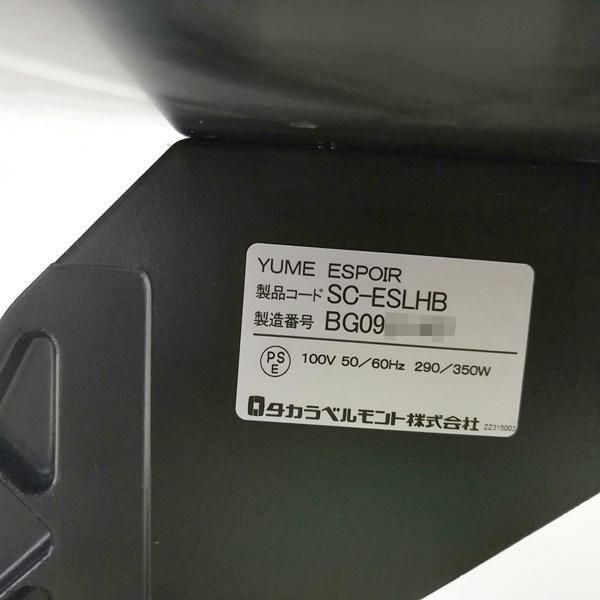 YUME ESPOIR
製品コード SC-ESLHB
製造番号 BG09
PS
E
100V 50/60Hz 290/350W
タカラベルモント株式会社 ZZ315003